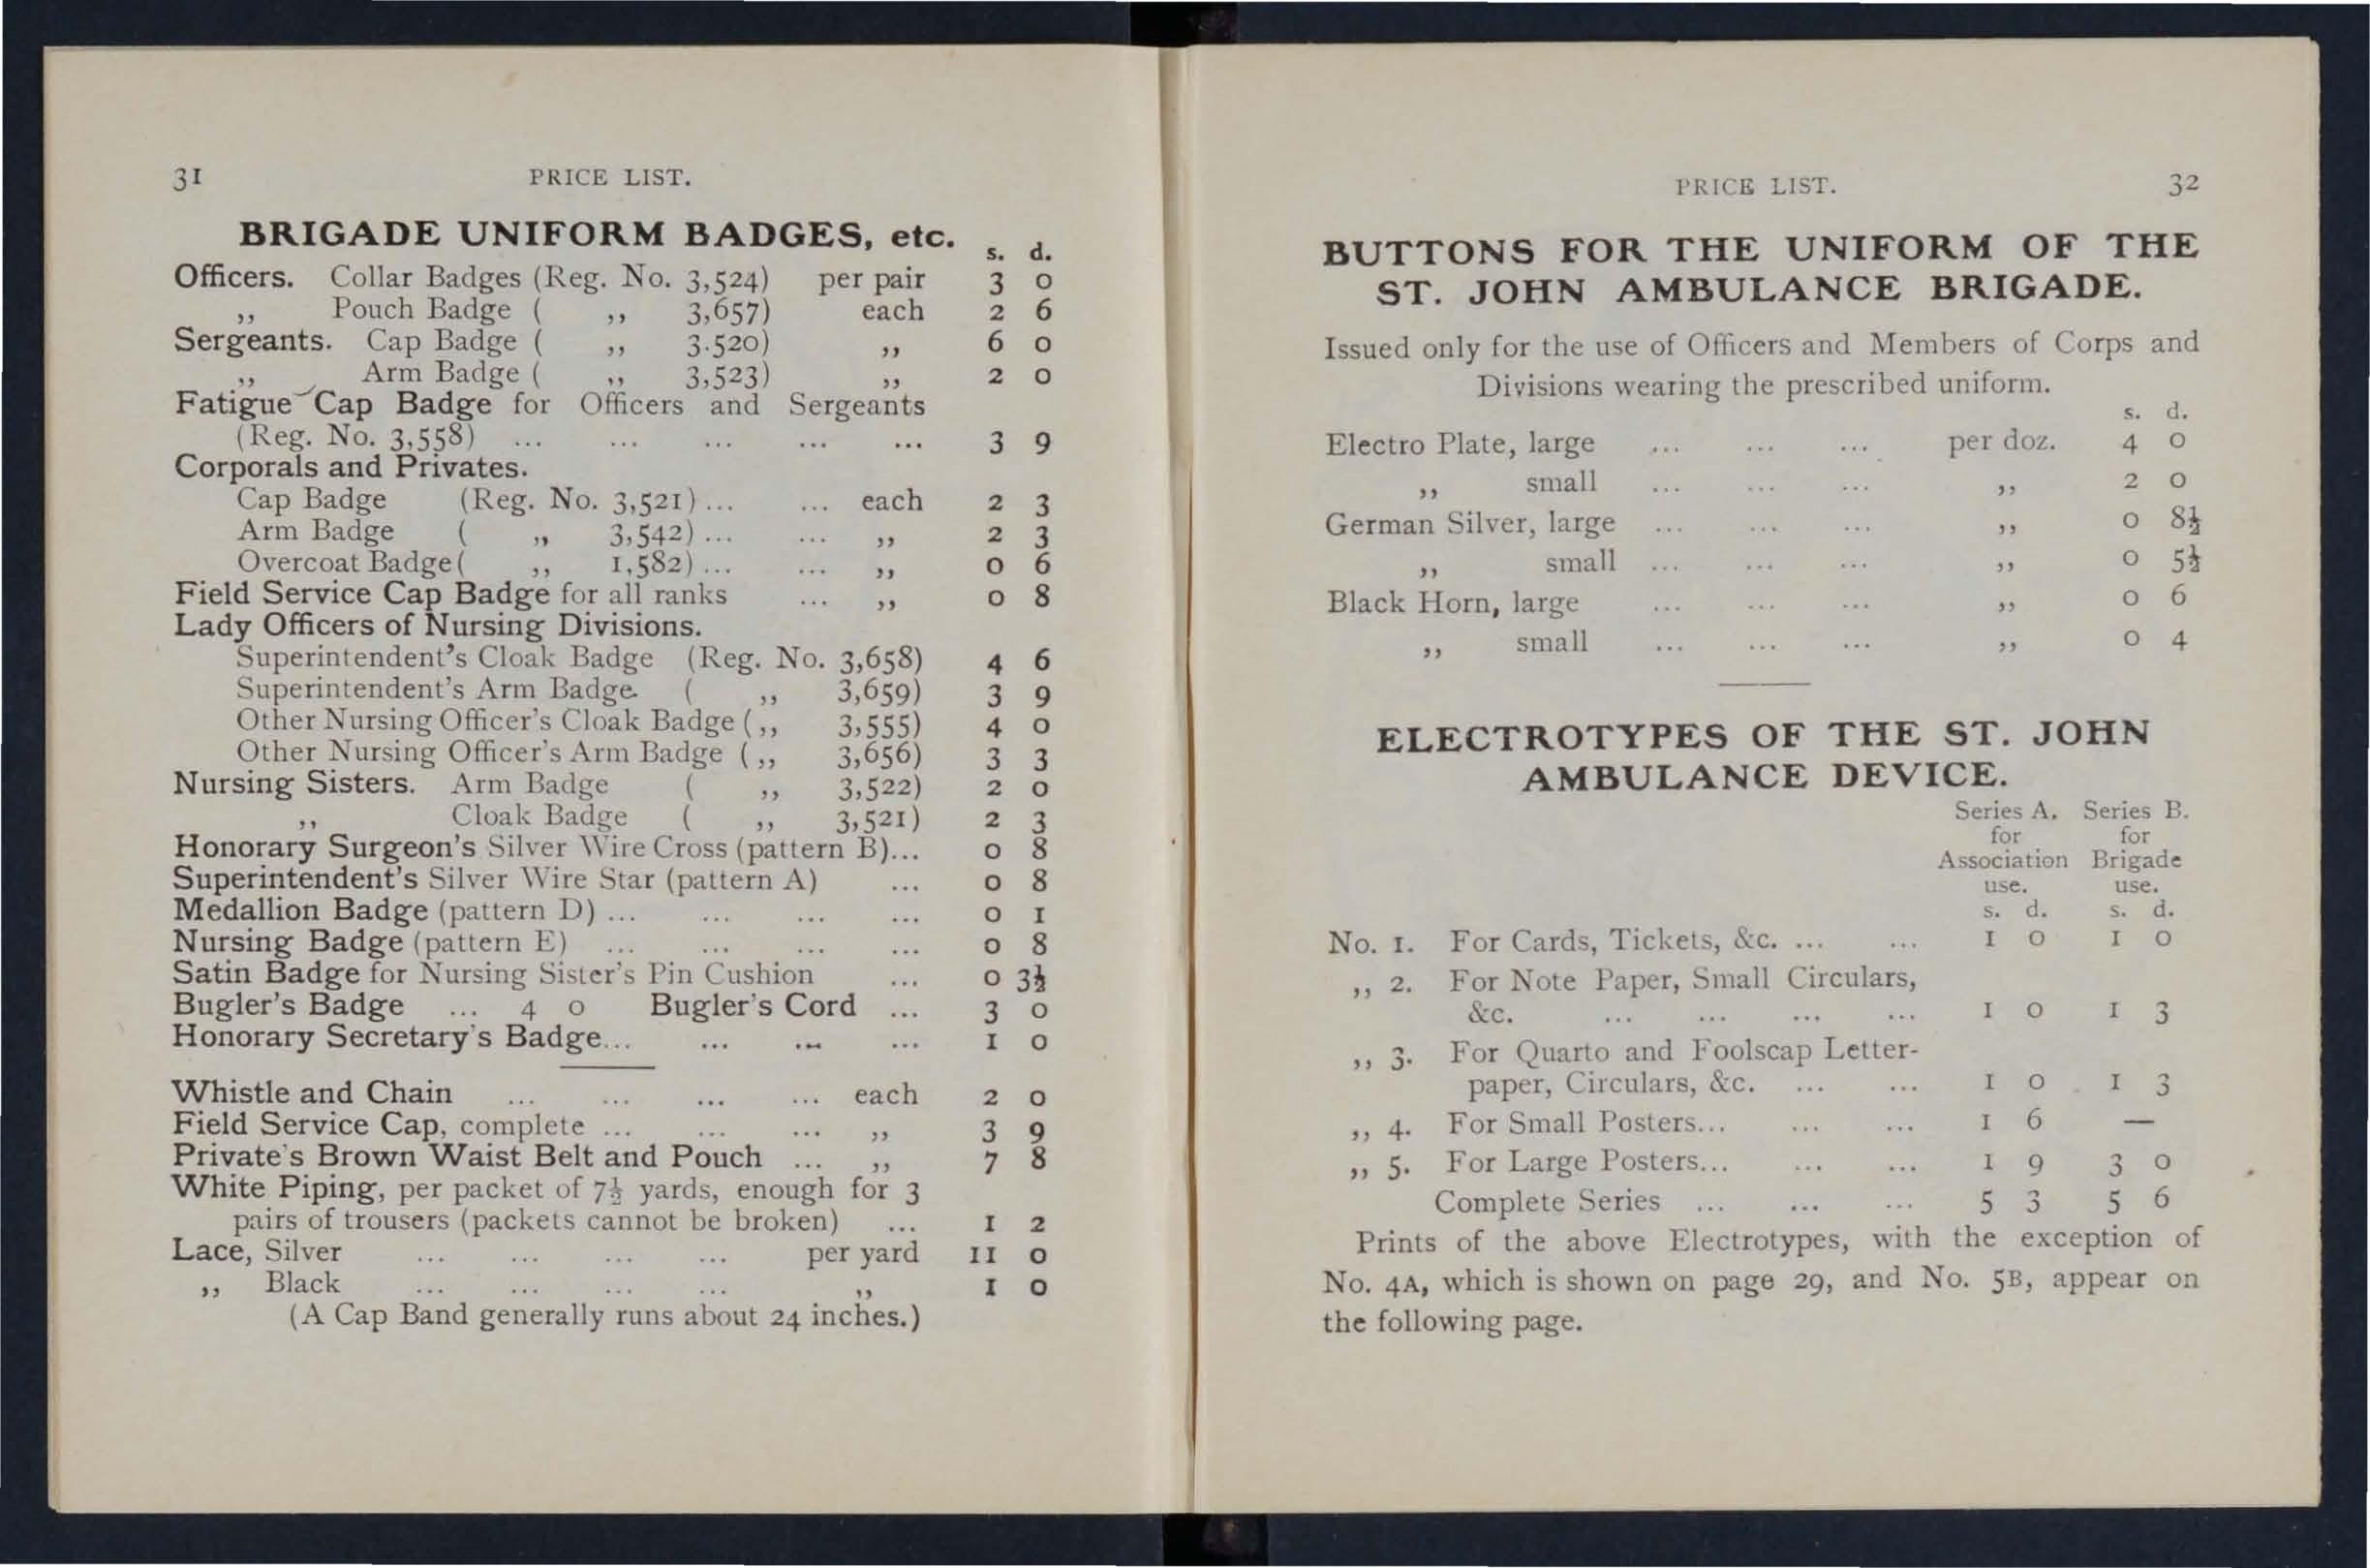 31 PRICE LIST.
BRIGADE UNIFORM BADGES, etc.
s. d.
Officers. Collar Badges (Reg. No. 3,524) per pair 3 0
,, Pouch Badge ( ,, 3,657) each 2 6
Sergeants. Cap Badge ( ,, 3.520) ,, 6 0
,, Arm Badge ( ,, 3,523) ,, 2 0
Fatigue Cap Badge for Officers and Sergeants
(Reg. No. 3,558) ... ... ... ... ... 3 9
Corporals and Privates.
Cap Badge (Reg. No. 3,521) ... ... each 2 3
Arm Badge ( ,, 3,542) ... ... ,, 2 3
Overcoat Badge ( ,, 1,582) ... ... ,, 0 6
Field Service Cap Badge for all ranks ... ,, 0 8
Lady Officers of Nursing Divisions.
Superintendent's Cloak Badge (Reg. No. 3,658) 4 6
Superintendent's Arm Badge ( ,, 3,659) 3 9
Other Nursing Officer's Cloak Badge ( ,, 3,555) 4 0
Other Nursing Officer's Arm Badge ( ,, 3,656) 3 3
Nursing Sisters. Arm Badge ( ,, 3,522) 2 0
,, Cloak Badge ( ,, 3,521) 2 3
Honorary Surgeon's Silver Wire Cross (pattern B)... 0 8
Superintendent's Silver Wire Star (pattern A) ... 0 8
Medallion Badge (pattern D) ... ... ... ... 0 1
Nursing Badge (pattern E) ... ... ... ... 0 8
Satin Badge for Nursing Sister's Pin Cushion ... 0 3½
Bugler's Badge ... 4 0 Bugler's Cord ... 3 0
Honorary Secretary's Badge... ... ... ... 1 0
Whistle and Chain ... ... ... ... each 2 0
Field Service Cap, complete ... ... ... ,, 3 9
Private's Brown Waist Belt and Pouch ... ,, 7 8
White Piping, per packet of 7½ yards, enough for 3
pairs of trousers (packets cannot be broken) ... 1 2
Lace, Silver ... ... ... ... per yard 11 0
,, Black ... ... ... ... ,, 1 0
(A Cap Band generally runs about 24 inches.)
PRICE LIST. 32
BUTTONS FOR THE UNIFORM OF THE
ST. JOHN AMBULANCE BRIGADE.
Issued only for the use of Officers and Members of Corps and
Divisions wearing the prescribed uniform.
s. d.
Electro Plate, large ... ... ... per doz. 4 0
,, small ... ... ... ,, 2 0
German Silver, large ... ... ... ,, 0 8½
,, small ... ... ... ,, 0 5½
Black Horn, large ... ... ... ,, 0 6
,, small ... ... ... ,, 0 4
ELECTROTYPES OF THE ST. JOHN
AMBULANCE DEVICE.
Series A. Series B.
for for
Association Brigade
use. use.
s. d. s. d.
No. 1. For Cards, Tickets, &c. ... ... 1 0 1 0
,, 2. For Note Paper, Small Circulars,
&c. ... ... ... ... 1 0 1 3
,, 3. For Quarto and Foolscap Letter-
paper, Circulars, &c. ... ... 1 0 1 3
,, 4. For Small Posters... ... ... 1 6 —
,, 5. For Large Posters... ... ... 1 9 3 0
Complete Series ... ... ... 5 3 5 6
Prints of the above Electrotypes, with the exception of
No. 4A, which is shown on page 29, and No. 5B, appear on
the following page.